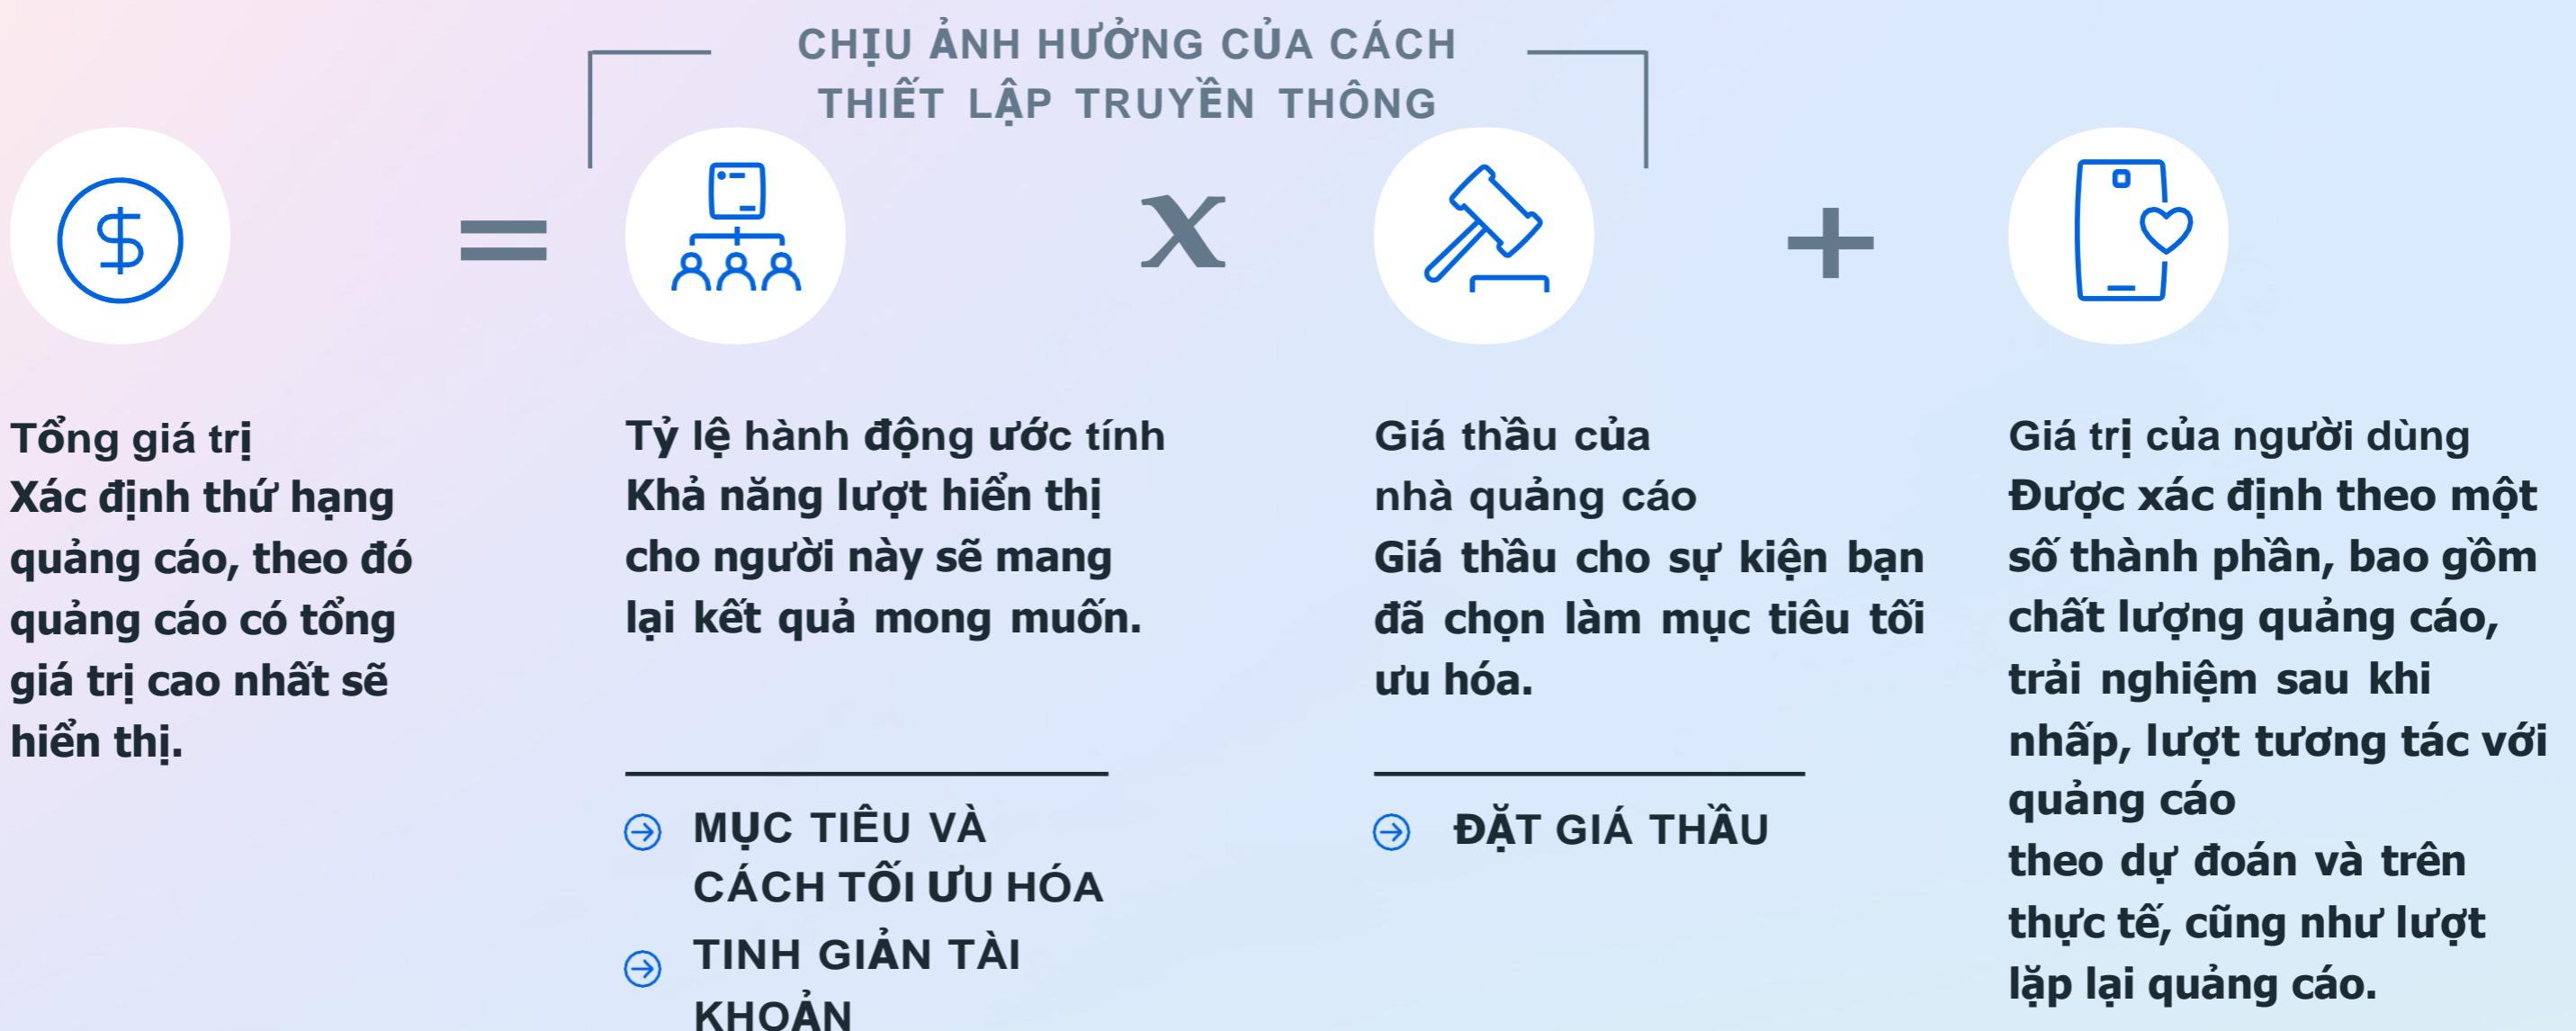 CHỊU ẢNH HƯỞNG CỦA CÁCH
THIẾT LẬP TRUYỀN THÔNG
$
=
x
+
Tổng giá trị
Xác định thứ hạng
quảng cáo, theo đó
quảng cáo có tổng
giá trị cao nhất sẽ
hiển thị.
Tỷ lệ hành động ước tính
Khả năng lượt hiển thị
cho người này sẽ mang
lại kết quả mong muốn.
MỤC TIÊU VÀ
CÁCH TỐI ƯU HÓA
TINH GIẢN TÀI
KHOẢN
Giá thầu của
nhà quảng cáo
Giá thầu cho sự kiện bạn
đã chọn làm mục tiêu tối
ưu hóa.
ĐẶT GIÁ THẦU
Giá trị của người dùng
Được xác định theo một
số thành phần, bao gồm
chất lượng quảng cáo,
trải nghiệm sau khi
nhấp, lượt tương tác với
quảng cáo
theo dự đoán và trên
thực tế, cũng như lượt
lặp lại quảng cáo.